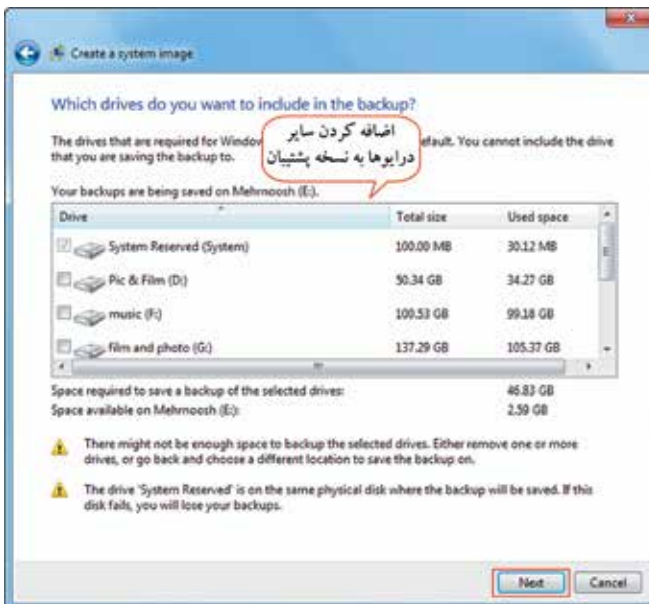 Create a system image
Which drives do you want to include in the backup?
The drives that are required for Window efault. You cannot include the drive
that you are saving the backup to.
اضافه کردن سایر
درایوها به نسخه پشتیبان
Your backups are being saved on Mehrnoosh (E:).
Drive Total size Used space
System Reserved (System) 100.00 MB 30.12 MB
Pic & Film (D:) 50.34 GB 34.27 GB
music (F:) 100.53 GB 99.18 GB
film and photo (G:) 137.29 GB 105.37 GB
Space required to save a backup of the selected drives: 46.83 GB
Space available on Mehrnoosh (E:): 2.59 GB
There might not be enough space to backup the selected drives. Either remove one or more
drives, or go back and choose a different location to save the backup on.
The drive 'System Reserved' is on the same physical disk where the backup will be saved. If this
disk fails, you will lose your backups.
Next Cancel